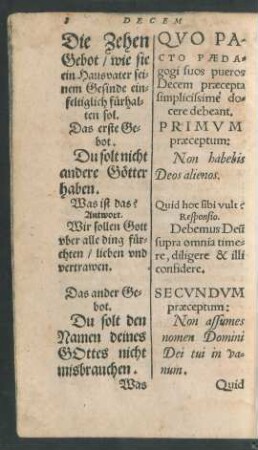 2 DECEM
Die Zehen
Gebot / wie sie
ein Hausvater sei-
nem Gesinde ein-
feltiglich fürhal-
ten sol.
Das erste Ge-
bot.
Du solt nicht
andere Götter
haben.
Was ist das?
Antwort.
Wir sollen Gott
vber alle ding für-
chten / lieben vnd
vertrawen.
Das ander Ge-
bot.
Du solt den
Namen deines
GOttes nicht
misbrauchen.
Was
QVO PA-
CTO PÆDA-
gogi suos pueros
Decem præcepta
simplicissimè do-
cere debeant.
PRIMVM
præceptum:
Non habebis
Deos alienos.
Quid hoc sibi vult?
Responsio.
Debemus Deũ
supra omnia time-
re, diligere & illi
confidere.
SECVNDVM
præceptum:
Non assumes
nomen Domini
Dei tui in va-
num.
Quid